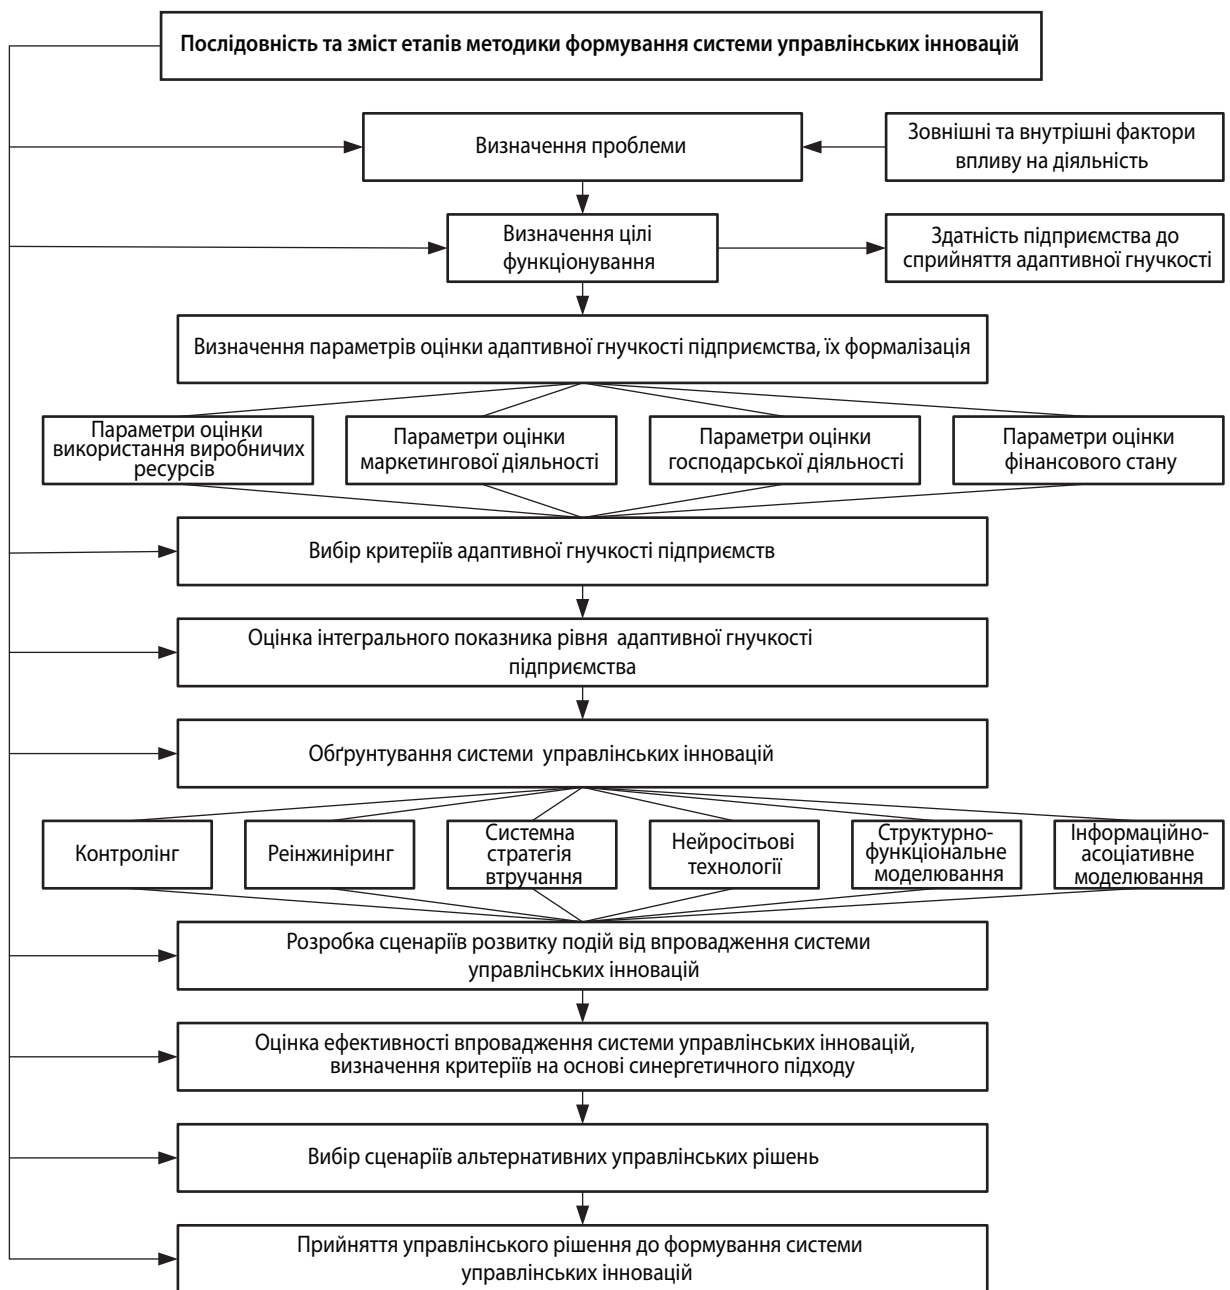 Послідовність та зміст етапів методики формування системи управлінських інновацій
Визначення проблеми
Зовнішні та внутрішні фактори
впливу на діяльність
Визначення цілі
функціонування
Здатність підприємства до
сприйняття адаптивної гнучкості
Визначення параметрів оцінки адаптивної гнучкості підприємства, їх формалізація
Параметри оцінки
використання виробничих
ресурсів
Параметри оцінки
маркетингової діяльності
Параметри оцінки
господарської діяльності
Параметри оцінки
фінансового стану
Вибір критеріїв адаптивної гнучкості підприємств
Оцінка інтегрального показника рівня адаптивної гнучкості
підприємства
Обґрунтування системи управлінських інновацій
Контролінг
Реінжиніринг
Системна
стратегія
втручання
Нейросітьові
технології
Структурно-
функціональне
моделювання
Інформаційно-
асоціативне
моделювання
Розробка сценаріїв розвитку подій від впровадження системи
управлінських інновацій
Оцінка ефективності впровадження системи управлінських інновацій,
визначення критеріїв на основі синергетичного підходу
Вибір сценаріїв альтернативних управлінських рішень
Прийняття управлінського рішення до формування системи
управлінських інновацій